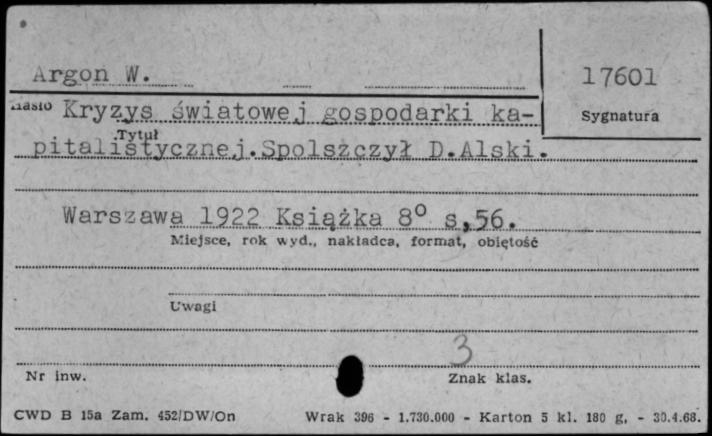 Argon W.
17601
Hasło Kryzys światowej gospodarki ka-
Sygnatura
Tytuł
pitalistycznej.Spolszczył D.Alski.
Warszawa 1922 Książka 8° s,56.
Miejsce, rok wyd., nakładca, format, obiętość
Uwagi
3
Nr inw.
Znak klas.
CWD B 15a Zam. 452/DW/On
Wrak 396 - 1.730.000 - Karton 5 kl. 180 g, - 30.4.68.